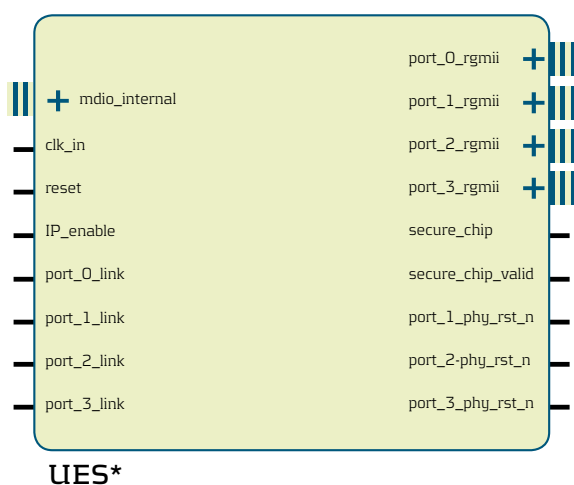 mdio_internal
clk_in
reset
IP_enable
port_0_link
port_1_link
port_2_link
port_3_link
port_0_rgmii
port_1_rgmii
port_2_rgmii
port_3_rgmii
secure_chip
secure_chip_valid
port_1_phy_rst_n
port_2-phy_rst_n
port_3_phy_rst_n
UES*